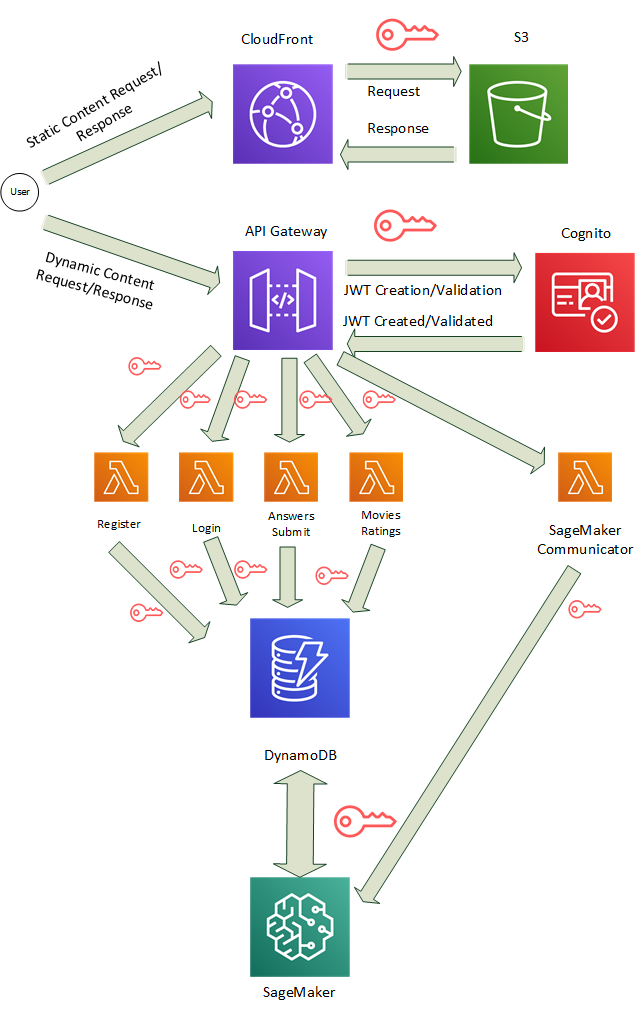 CloudFront
S3
Static Content Request/
Response
Request
Response
User
API Gateway
Cognito
Dynamic Content
Request/Response
JWT Creation/Validation
JWT Created/Validated
Register
Login
Answers
Submit
Movies
Ratings
SageMaker
Communicator
DynamoDB
SageMaker